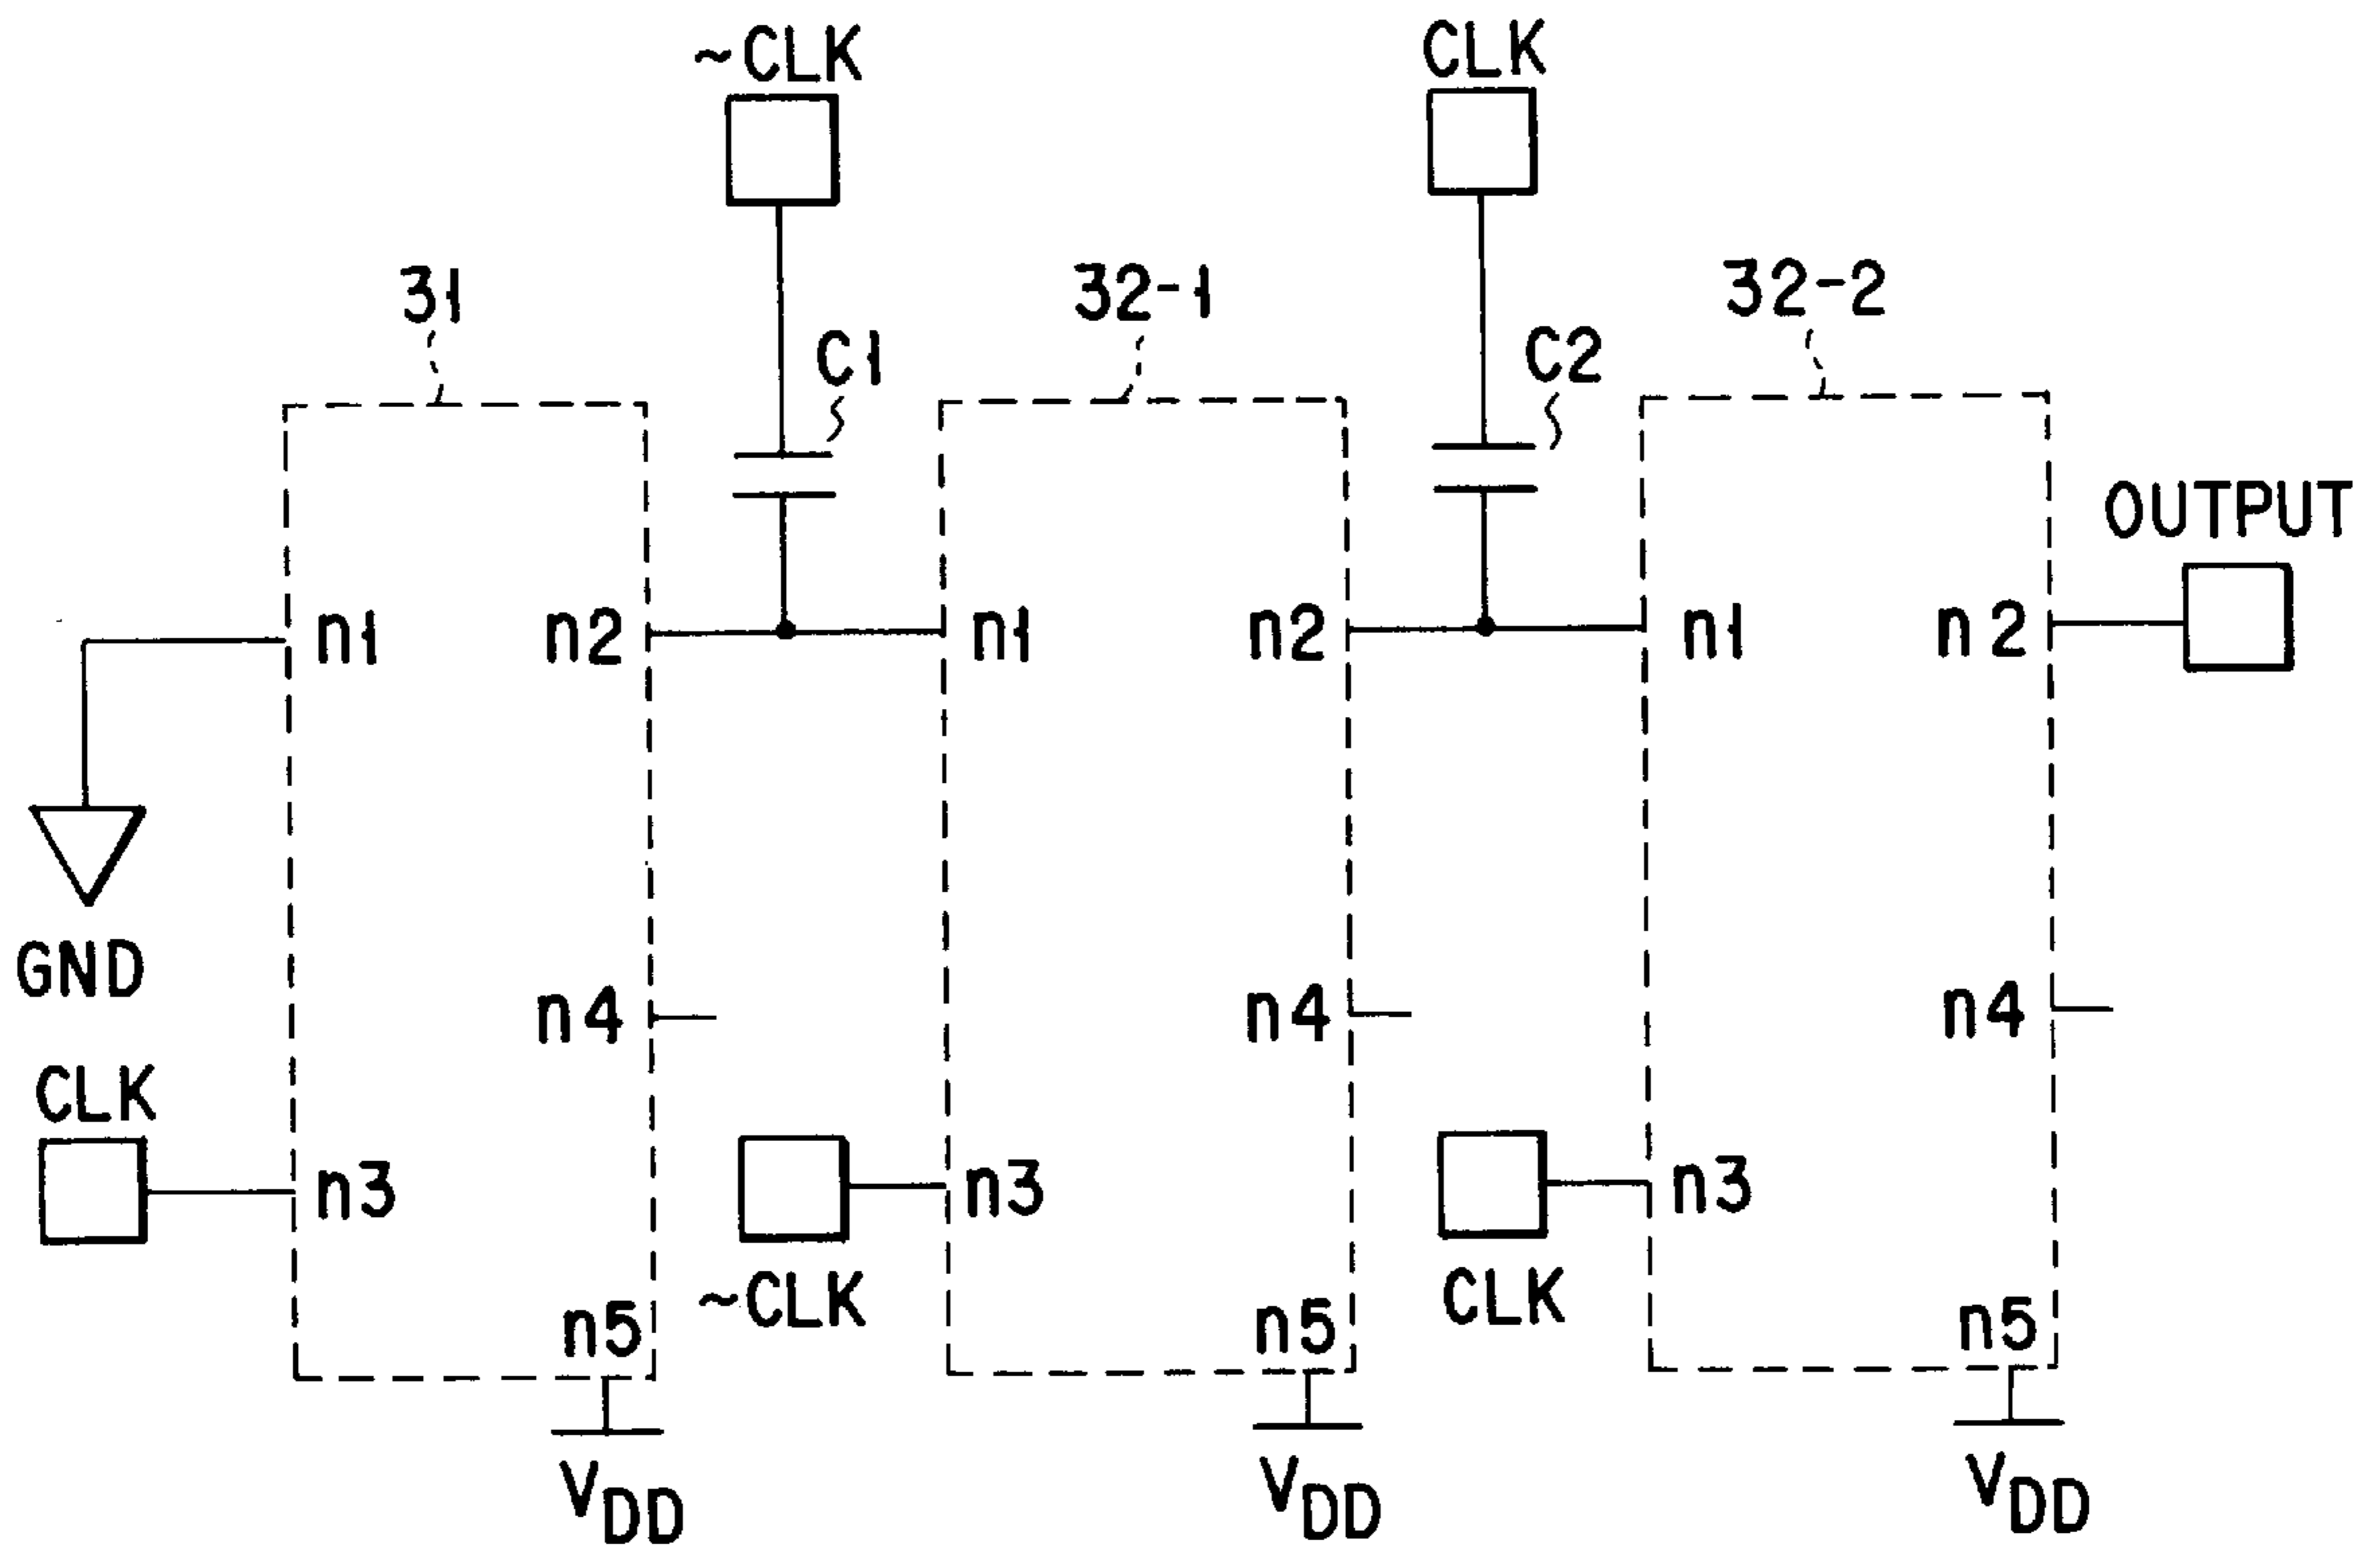 ~CLK
CLK
31
32-1
32-2
C1
C2
OUTPUT
n1
n2
n1
n2
n1
n2
GND
n4
n4
n4
CLK
n3
n3
n3
~CLK
CLK
n5
n5
n5
VDD
VDD
VDD